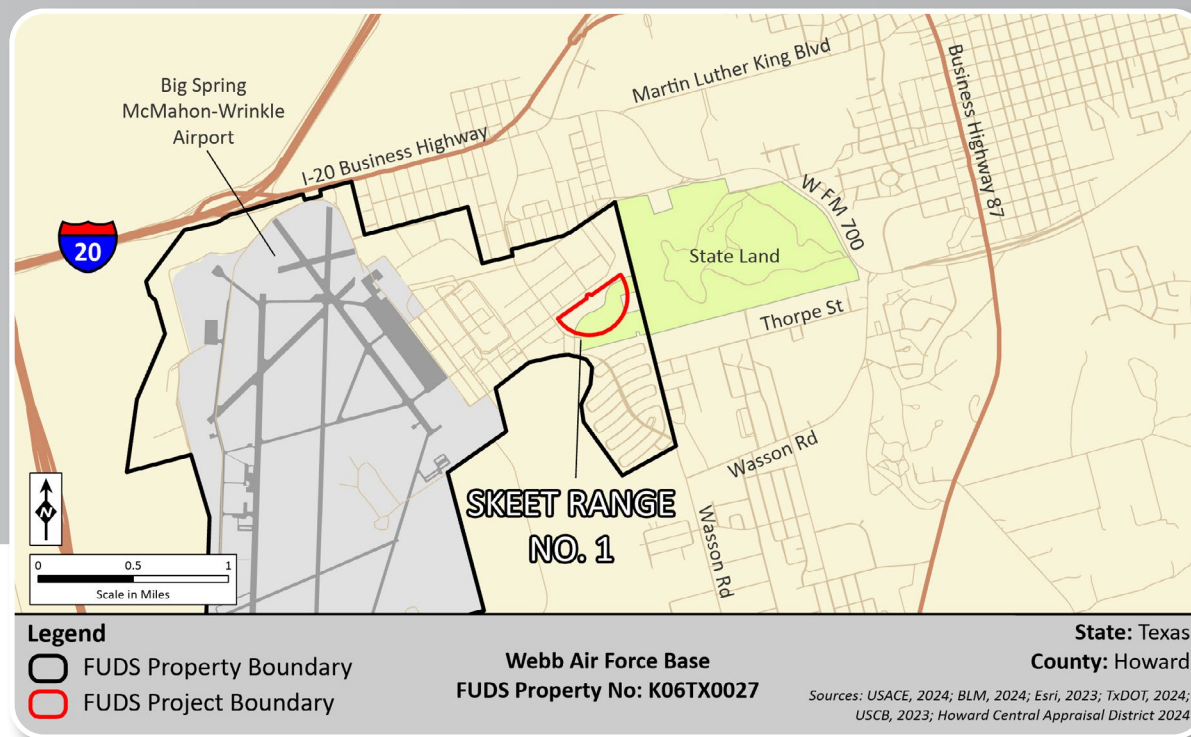 Big Spring
McMahon-Wrinkle
Airport
I-20 Business Highway
Martin Luther King Blvd
Business Highway 87
W FM 700
20
State Land
Thorpe St
Wasson Rd
Wasson Rd
SKEET RANGE
NO. 1
N
0 0.5 1
Scale in Miles
Legend
FUDS Property Boundary
FUDS Project Boundary
Webb Air Force Base
FUDS Property No: K06TX0027
State: Texas
County: Howard
Sources: USACE, 2024; BLM, 2024; Esri, 2023; TxDOT, 2024;
USCB, 2023; Howard Central Appraisal District 2024